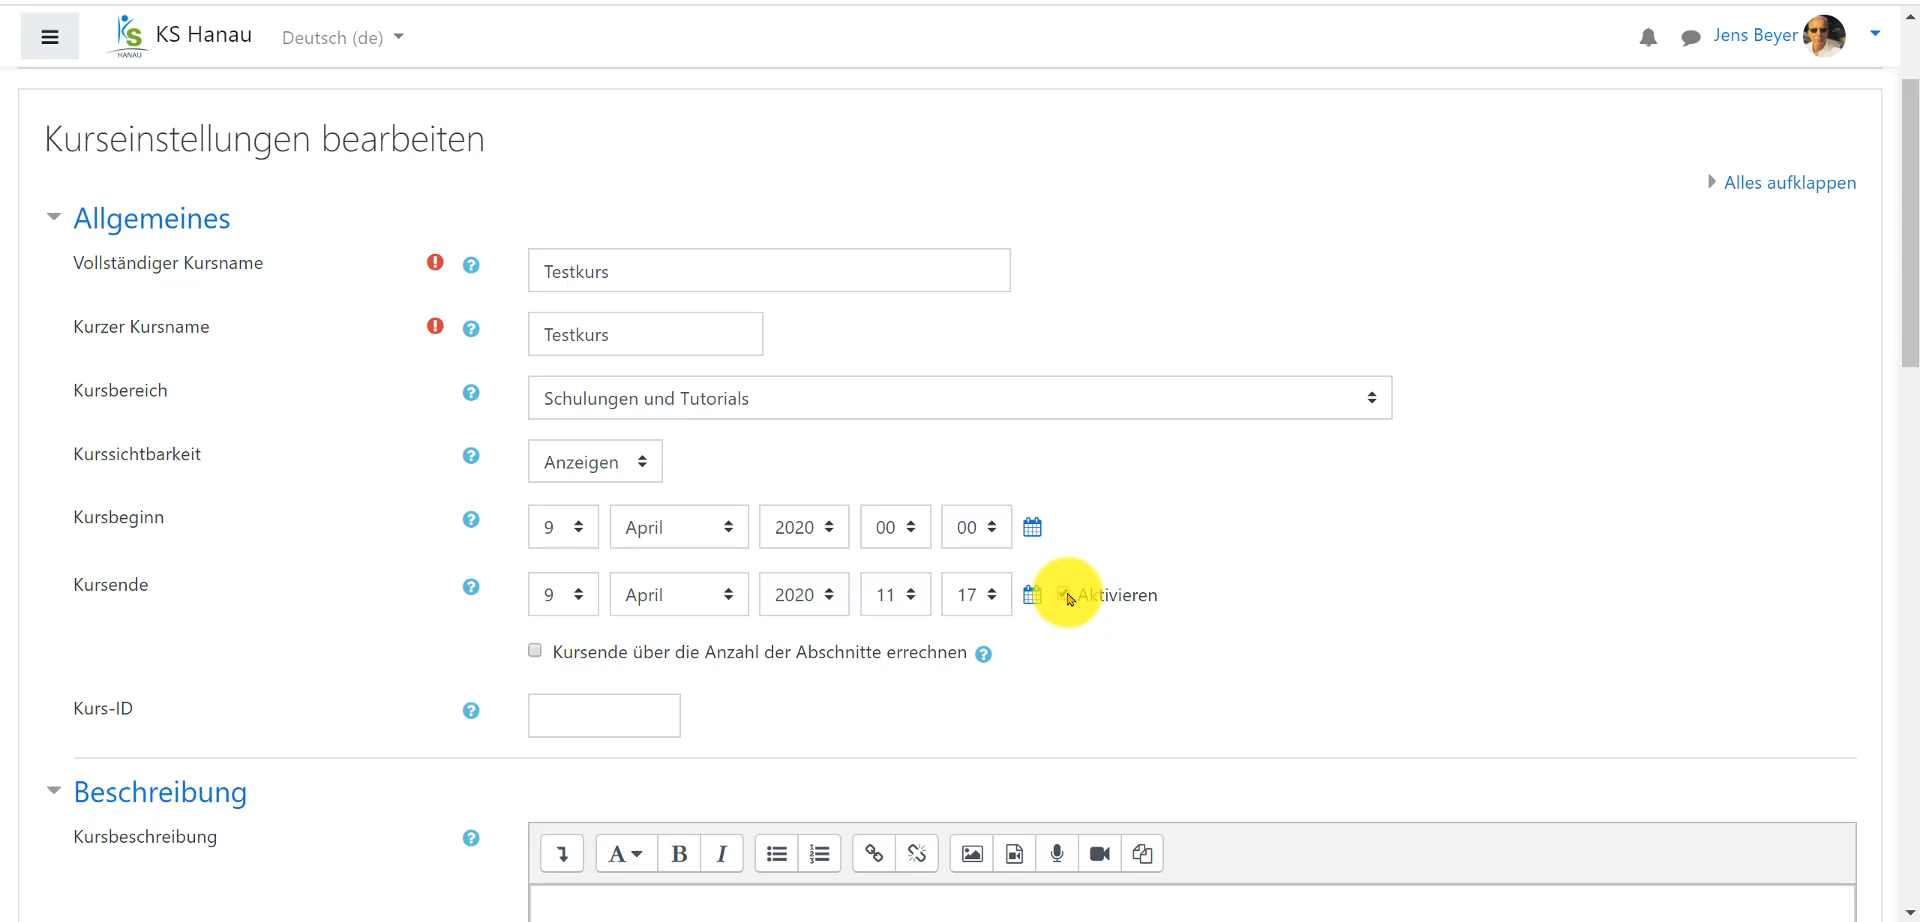 KS Hanau
HANAU
Deutsch (de)
Jens Beyer
Kurseinstellungen bearbeiten
Alles aufklappen
Allgemeines
Vollständiger Kursname
Testkurs
Kurzer Kursname
Testkurs
Kursbereich
Schulungen und Tutorials
Kurssichtbarkeit
Anzeigen
Kursbeginn
9 April 2020 00 00
Kursende
9 April 2020 11 17 Aktivieren
Kursende über die Anzahl der Abschnitte errechnen
Kurs-ID
Beschreibung
Kursbeschreibung
A B I